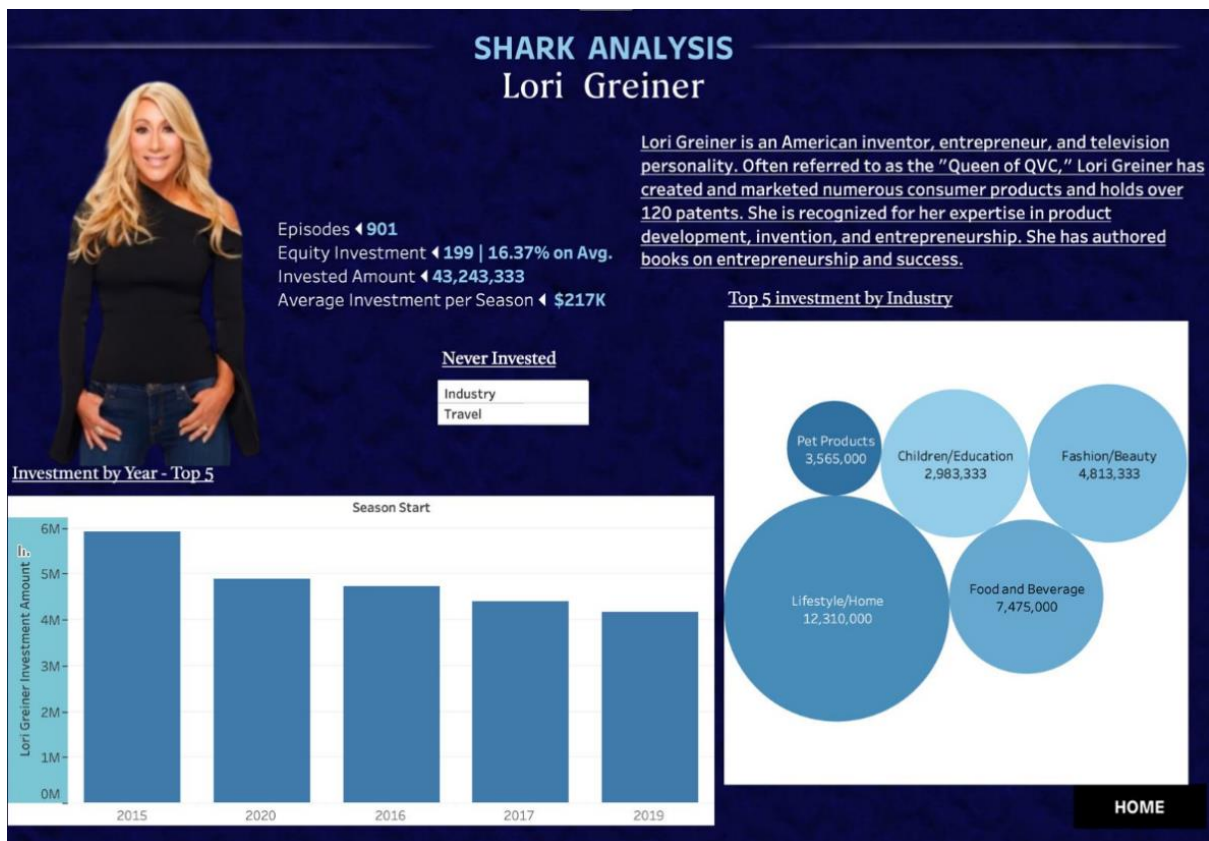 SHARK ANALYSIS
Lori Greiner
Lori Greiner is an American inventor, entrepreneur, and television
personality. Often referred to as the "Queen of QVC," Lori Greiner has
created and marketed numerous consumer products and holds over
120 patents. She is recognized for her expertise in product
development, invention, and entrepreneurship. She has authored
books on entrepreneurship and success.
Episodes 901
Equity Investment 199 | 16.37% on Avg.
Invested Amount 43,243,333
Average Investment per Season $217K
Never Invested
Industry
Travel
Top 5 investment by Industry
Pet Products
3,565,000
Children/Education
2,983,333
Fashion/Beauty
4,813,333
Lifestyle/Home
12,310,000
Food and Beverage
7,475,000
Investment by Year - Top 5
Season Start
Lori Greiner Investment Amount
6M
5M
4M
3M
2M
1M
0M
2015 2020 2016 2017 2019
HOME